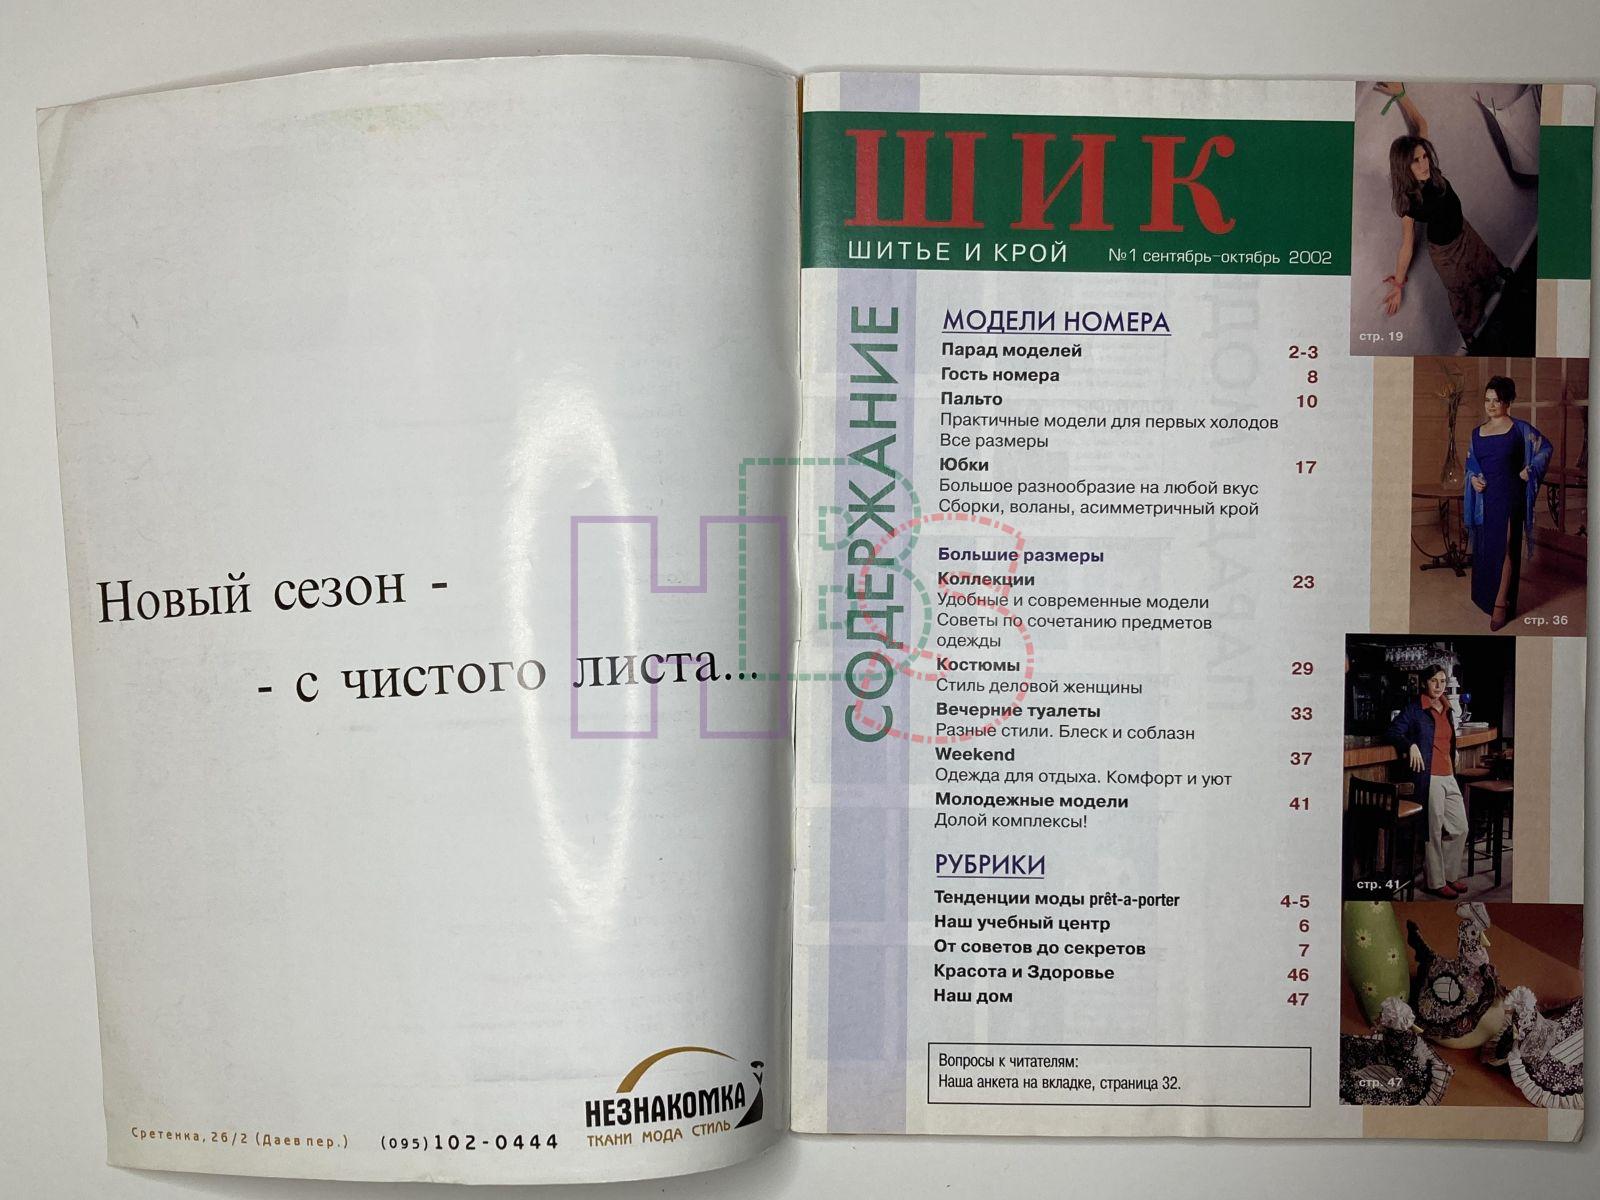 Новый сезон -
- с чистого листа...
НЕЗНАКОМКА
ТКАНИ МОДА СТИЛЬ
Сретенка, 26/2 (Даев пер.) (095) 102-0444
ШИК
ШИТЬЕ И КРОЙ №1 сентябрь-октябрь 2002
СОДЕРЖАНИЕ
МОДЕЛИ НОМЕРА
Парад моделей 2-3
Гость номера 8
Пальто 10
Практичные модели для первых холодов
Все размеры
Юбки 17
Большое разнообразие на любой вкус
Сборки, воланы, асимметричный крой
Большие размеры
Коллекции 23
Удобные и современные модели
Советы по сочетанию предметов
одежды
Костюмы 29
Стиль деловой женщины
Вечерние туалеты 33
Разные стили. Блеск и соблазн
Weekend 37
Одежда для отдыха. Комфорт и уют
Молодежные модели 41
Долой комплексы!
РУБРИКИ
Тенденции моды prêt-a-porter 4-5
Наш учебный центр 6
От советов до секретов 7
Красота и Здоровье 46
Наш дом 47
Вопросы к читателям:
Наша анкета на вкладке, страница 32.
стр. 19
стр. 36
стр. 41
стр. 47